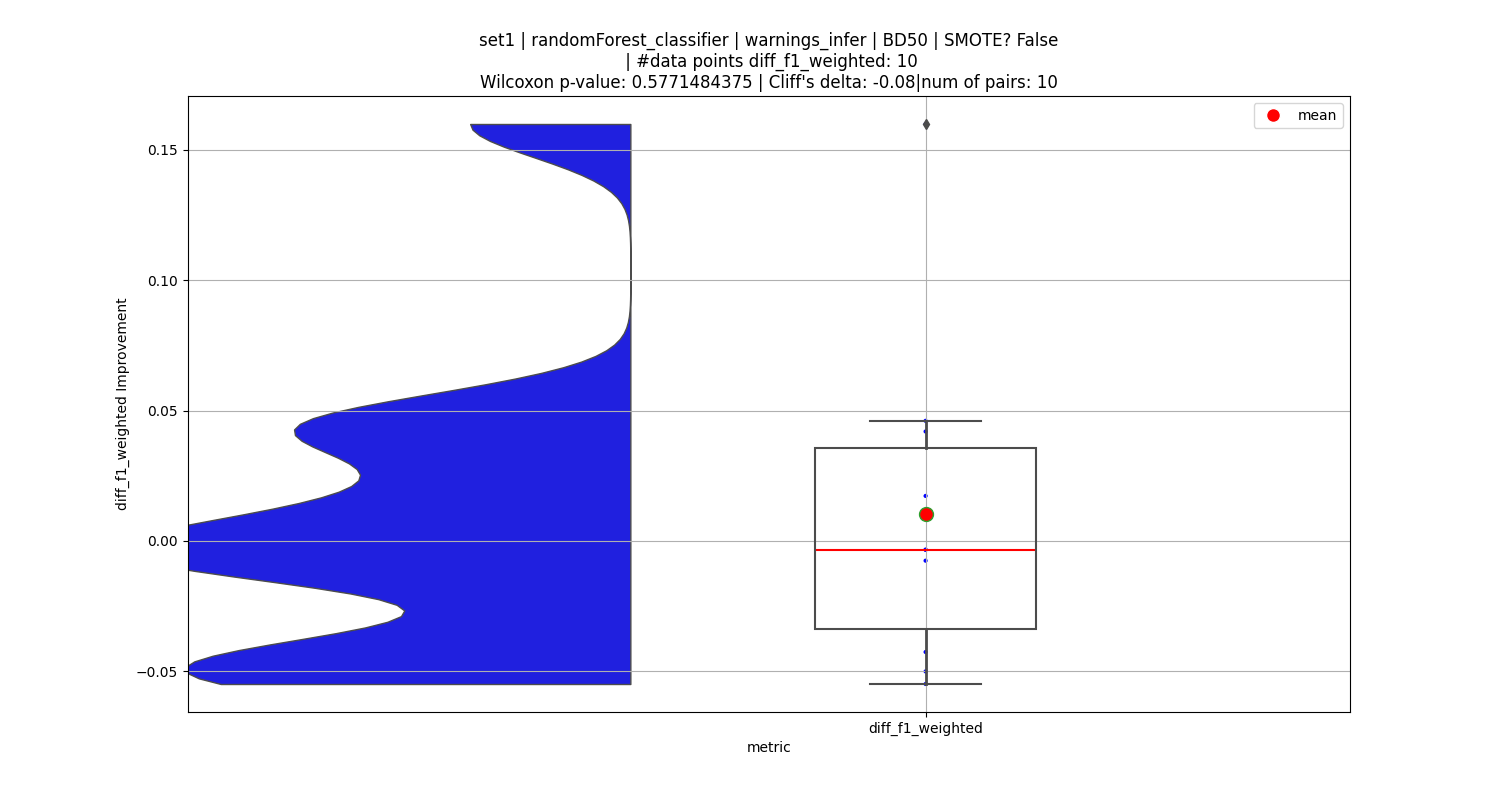 set1 | randomForest_classifier | warnings_infer | BD50 | SMOTE? False
| #data points diff_f1_weighted: 10
Wilcoxon p-value: 0.5771484375 | Cliff's delta: -0.08|num of pairs: 10
mean
0.15
0.10
0.05
0.00
−0.05
diff_f1_weighted Improvement
diff_f1_weighted
metric